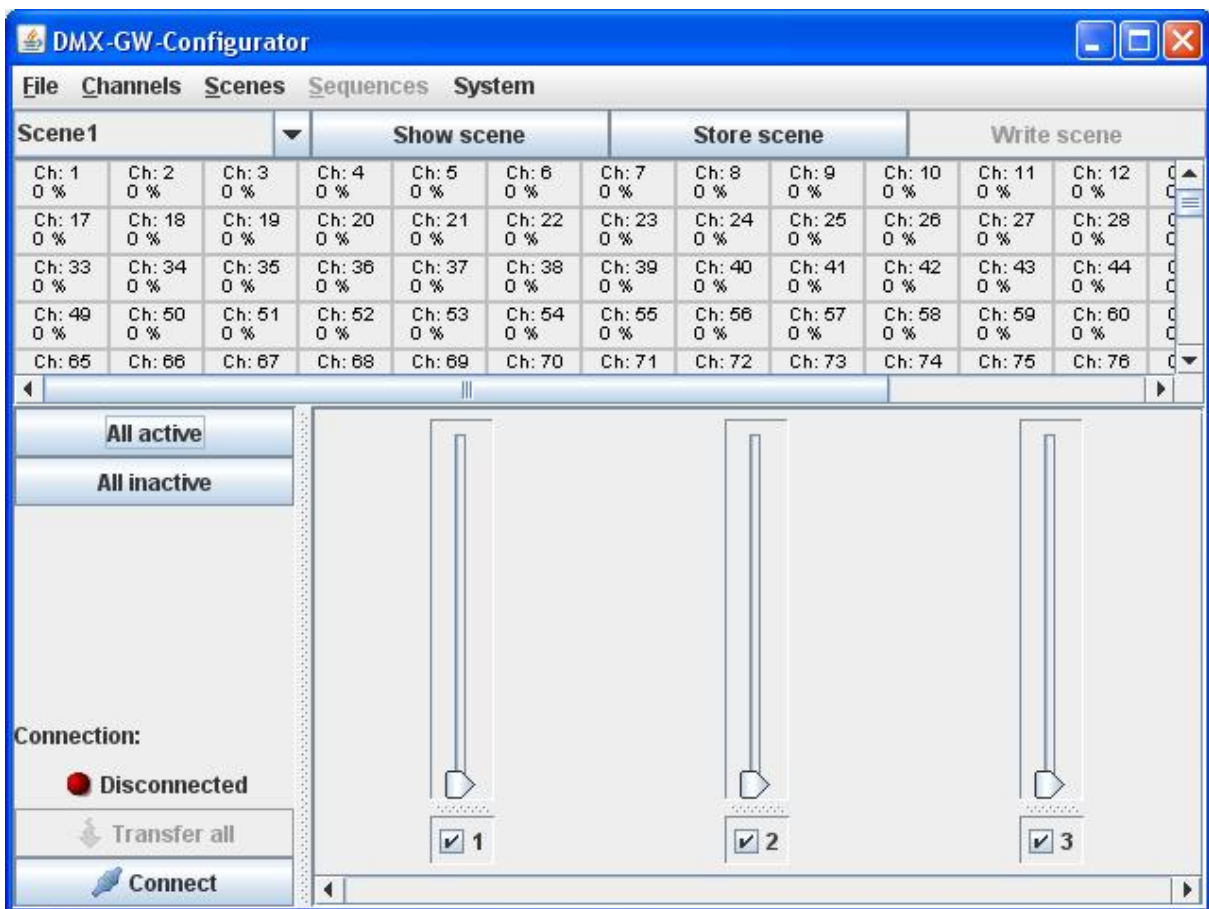 DMX-GW-Configurator
File Channels Scenes Sequences System
Scene1 Show scene Store scene Write scene
Ch: 1 Ch: 2 Ch: 3 Ch: 4 Ch: 5 Ch: 6 Ch: 7 Ch: 8 Ch: 9 Ch: 10 Ch: 11 Ch: 12
0 % 0 % 0 % 0 % 0 % 0 % 0 % 0 % 0 % 0 % 0 % 0 %
Ch: 17 Ch: 18 Ch: 19 Ch: 20 Ch: 21 Ch: 22 Ch: 23 Ch: 24 Ch: 25 Ch: 26 Ch: 27 Ch: 28
0 % 0 % 0 % 0 % 0 % 0 % 0 % 0 % 0 % 0 % 0 % 0 %
Ch: 33 Ch: 34 Ch: 35 Ch: 36 Ch: 37 Ch: 38 Ch: 39 Ch: 40 Ch: 41 Ch: 42 Ch: 43 Ch: 44
0 % 0 % 0 % 0 % 0 % 0 % 0 % 0 % 0 % 0 % 0 % 0 %
Ch: 49 Ch: 50 Ch: 51 Ch: 52 Ch: 53 Ch: 54 Ch: 55 Ch: 56 Ch: 57 Ch: 58 Ch: 59 Ch: 60
0 % 0 % 0 % 0 % 0 % 0 % 0 % 0 % 0 % 0 % 0 % 0 %
Ch: 65 Ch: 66 Ch: 67 Ch: 68 Ch: 69 Ch: 70 Ch: 71 Ch: 72 Ch: 73 Ch: 74 Ch: 75 Ch: 76
All active
All inactive
Connection:
Disconnected
Transfer all
Connect
1 2 3